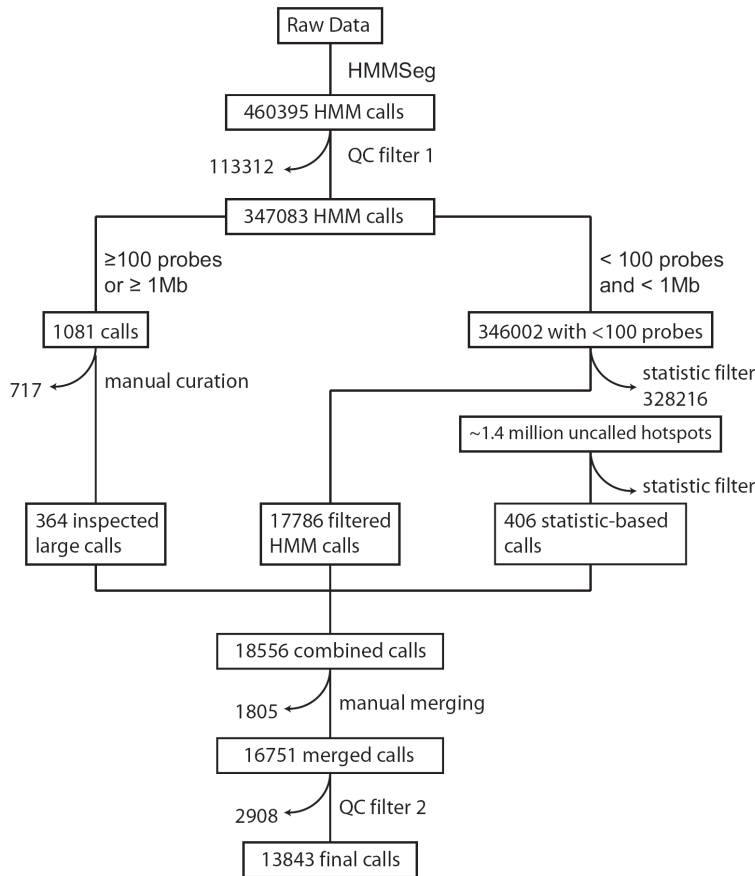 Raw Data
HMMSeg
460395 HMM calls
QC filter 1
113312
347083 HMM calls
≥100 probes
or ≥ 1Mb
< 100 probes
and < 1Mb
1081 calls
346002 with <100 probes
717
manual curation
statistic filter
328216
~1.4 million uncalled hotspots
statistic filter
364 inspected
large calls
17786 filtered
HMM calls
406 statistic-based
calls
18556 combined calls
1805
manual merging
16751 merged calls
2908
QC filter 2
13843 final calls